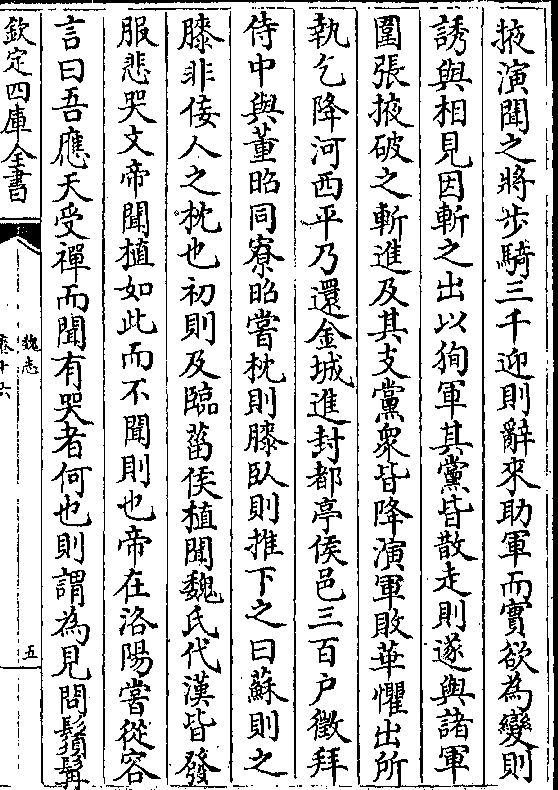 掖演聞之將步騎三千迎則辭來助軍而實欲為變則
誘與相見因斬之出以狥軍其黨皆散走則遂與諸軍
圍張掖破之斬進及其支黨衆皆降演軍敗華懼出所
執乞降河西平乃還金城進封都亭侯邑三百户徵拜
侍中與董昭同寮昭嘗枕則膝臥則推下之曰蘇則之
膝非佞人之枕也初則及臨菑侯植聞魏氏代漢皆發
服悲哭文帝聞植如此而不聞則也帝在洛陽嘗從容
言曰吾應天受禪而聞有哭者何也則謂為見問鬚髯
欽定四庫全書
魏志
卷十六
五